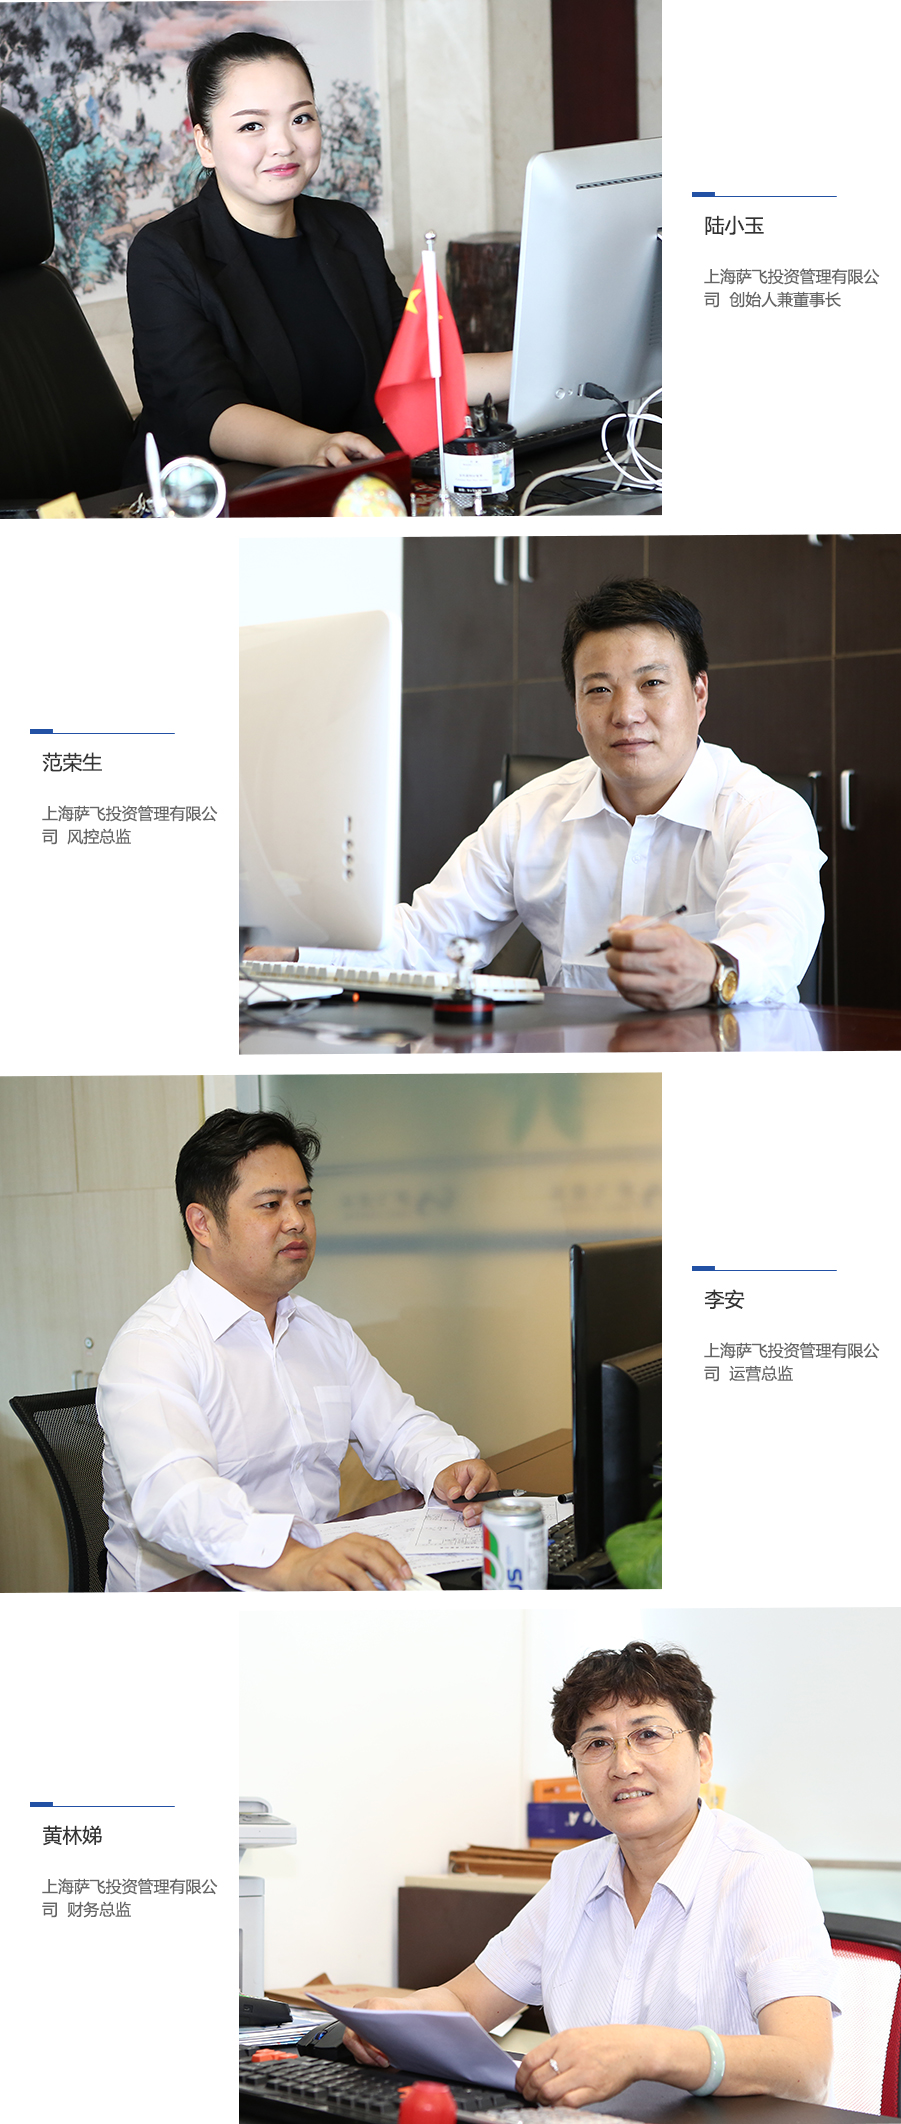 陆小玉
上海萨飞投资管理有限公
司 创始人兼董事长
范荣生
上海萨飞投资管理有限公
司 风控总监
李安
上海萨飞投资管理有限公
司 运营总监
黄林娣
上海萨飞投资管理有限公
司 财务总监